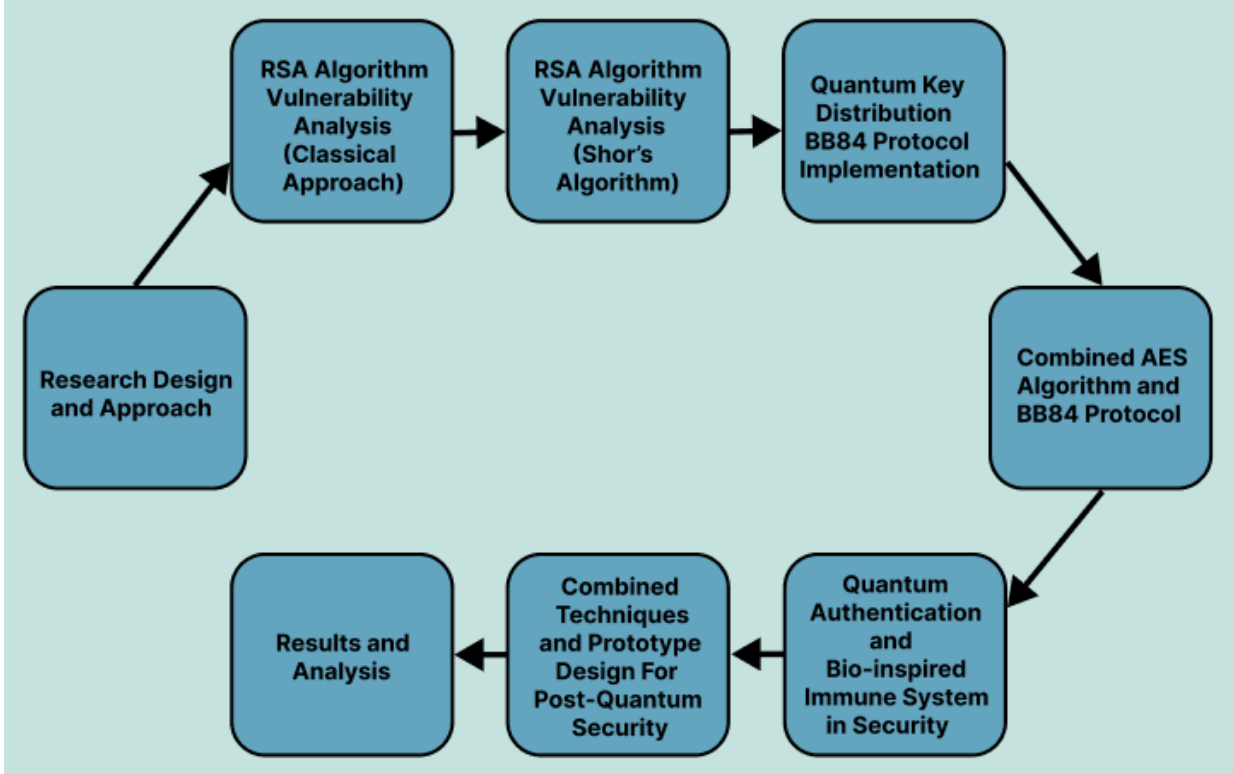 RSA Algorithm
Vulnerability
Analysis
(Classical
Approach)
RSA Algorithm
Vulnerability
Analysis
(Shor's
Algorithm)
Quantum Key
Distribution
BB84 Protocol
Implementation
Research Design
and Approach
Combined AES
Algorithm and
BB84 Protocol
Quantum
Authentication
and
Bio-inspired
Immune System
in Security
Combined
Techniques
and Prototype
Design For
Post-Quantum
Security
Results and
Analysis